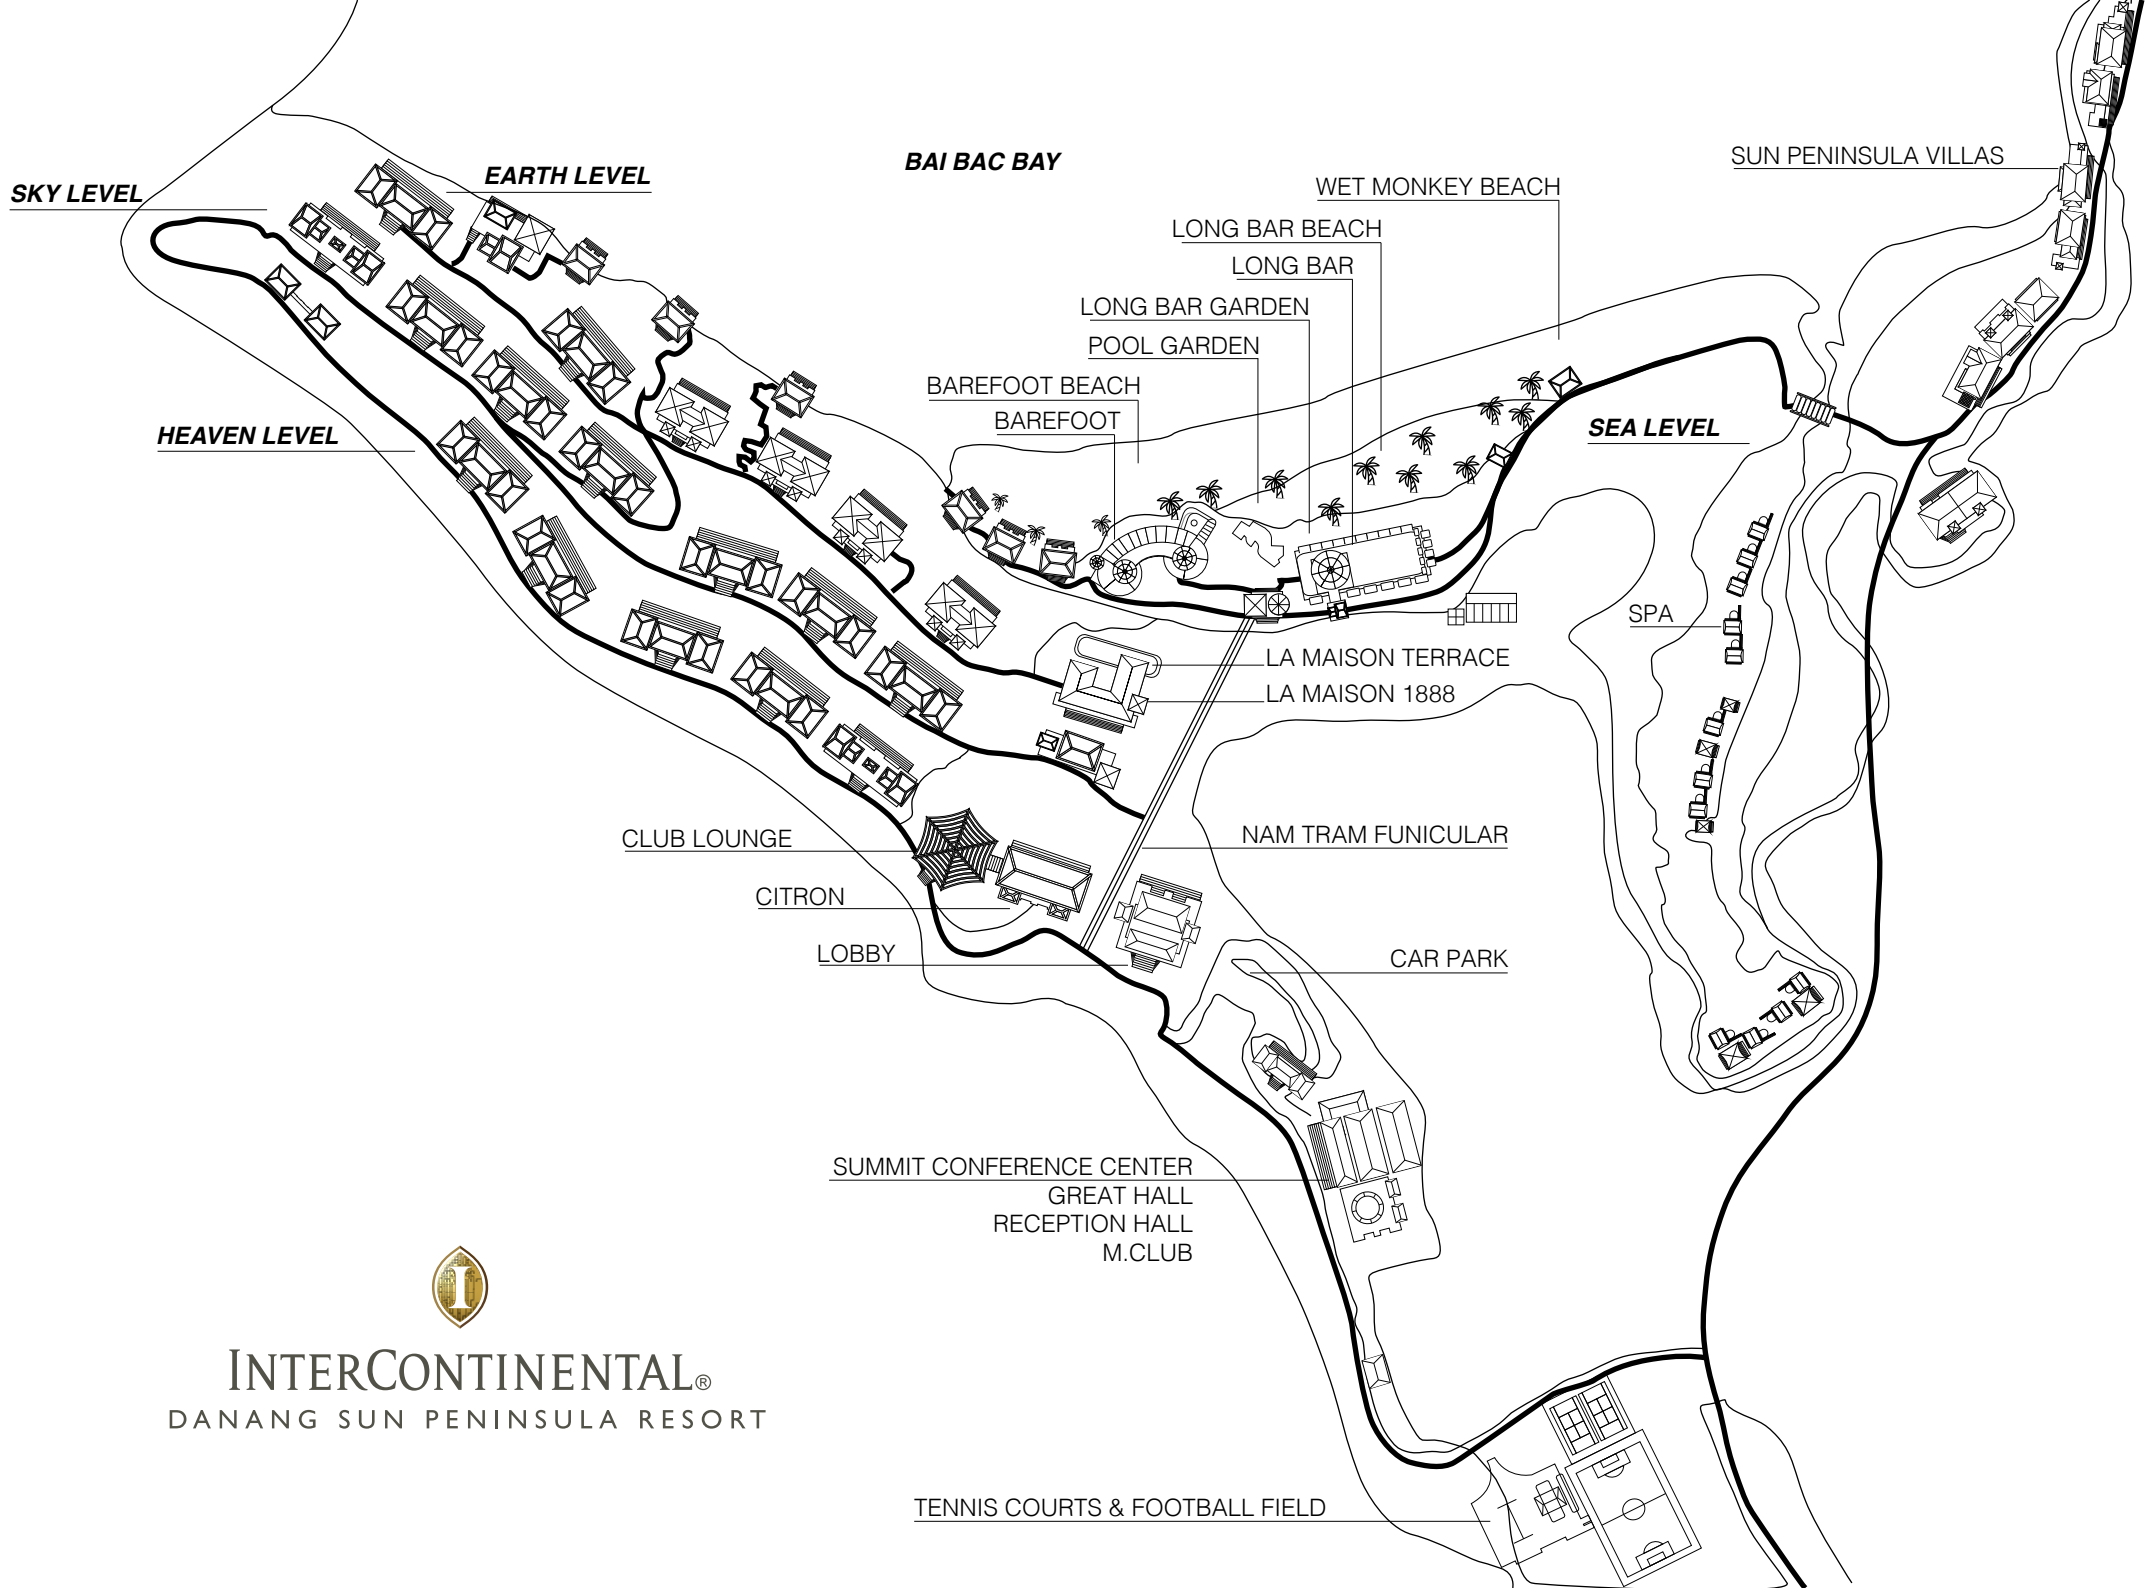 BAI BAC BAY
SUN PENINSULA VILLAS
EARTH LEVEL
SKY LEVEL
WET MONKEY BEACH
LONG BAR BEACH
LONG BAR
LONG BAR GARDEN
POOL GARDEN
BAREFOOT BEACH
BAREFOOT
SEA LEVEL
HEAVEN LEVEL
SPA
LA MAISON TERRACE
LA MAISON 1888
CLUB LOUNGE
NAM TRAM FUNICULAR
CITRON
LOBBY
CAR PARK
SUMMIT CONFERENCE CENTER
GREAT HALL
RECEPTION HALL
M.CLUB
I
INTERCONTINENTAL®
DANANG SUN PENINSULA RESORT
TENNIS COURTS & FOOTBALL FIELD